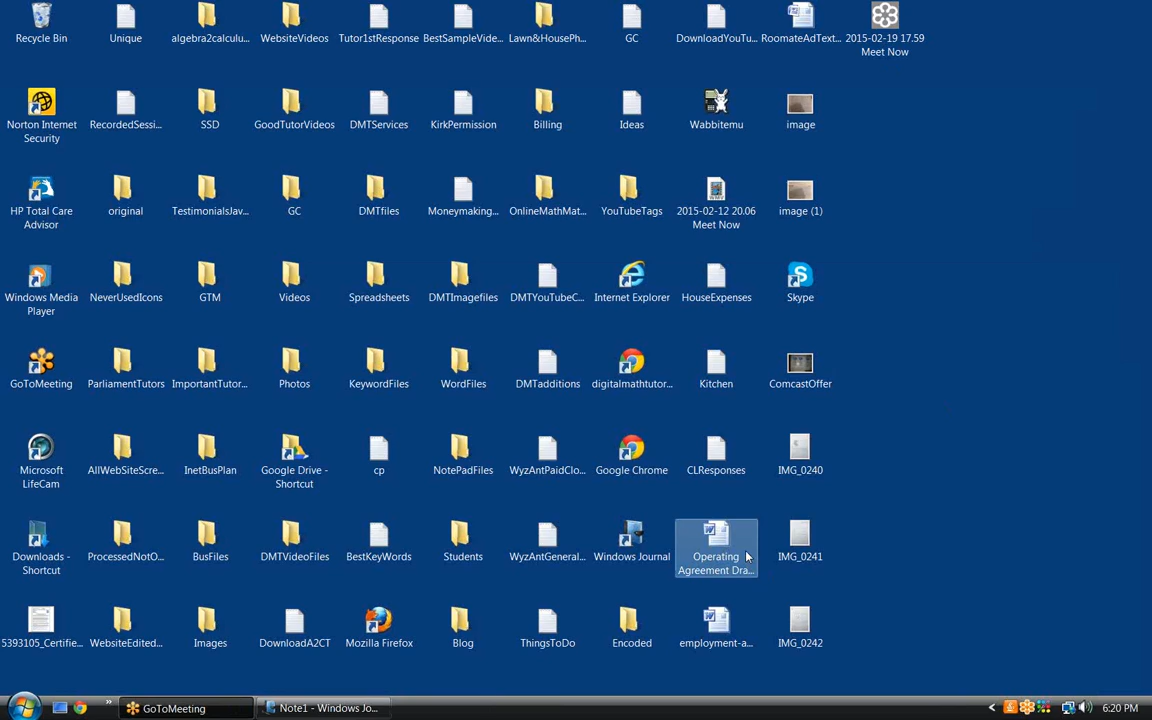 Recycle Bin
Unique
algebra2calculu...
WebsiteVideos
Tutor1stResponse
BestSampleVide...
Lawn&HousePh...
GC
DownloadYouTu...
RoomateAdText...
2015-02-19 17.59
Meet Now
Norton Internet
Security
RecordedSessi...
SSD
GoodTutorVideos
DMTServices
KirkPermission
Billing
Ideas
Wabbitemu
image
HP Total Care
Advisor
original
TestimonialsJav...
GC
DMTfiles
Moneymaking...
OnlineMathMat...
YouTubeTags
2015-02-12 20.06
Meet Now
image (1)
Windows Media
Player
NeverUsedIcons
GTM
Videos
Spreadsheets
DMTImagefiles
DMTYouTubeC...
Internet Explorer
HouseExpenses
Skype
GoToMeeting
ParliamentTutors
ImportantTutor...
Photos
KeywordFiles
WordFiles
DMTadditions
digitalmathtutor...
Kitchen
ComcastOffer
Microsoft
LifeCam
AllWebSiteScre...
InetBusPlan
Google Drive -
Shortcut
cp
NotePadFiles
WyzAntPaidClo...
Google Chrome
CLResponses
IMG_0240
Downloads -
Shortcut
ProcessedNotO...
BusFiles
DMTVideoFiles
BestKeyWords
Students
WyzAntGeneral...
Windows Journal
Operating
Agreement Dra...
IMG_0241
5393105_Certifie...
WebsiteEdited...
Images
DownloadA2CT
Mozilla Firefox
Blog
ThingsToDo
Encoded
employment-a...
IMG_0242
GoToMeeting
Note1 - Windows Jo...
6:20 PM